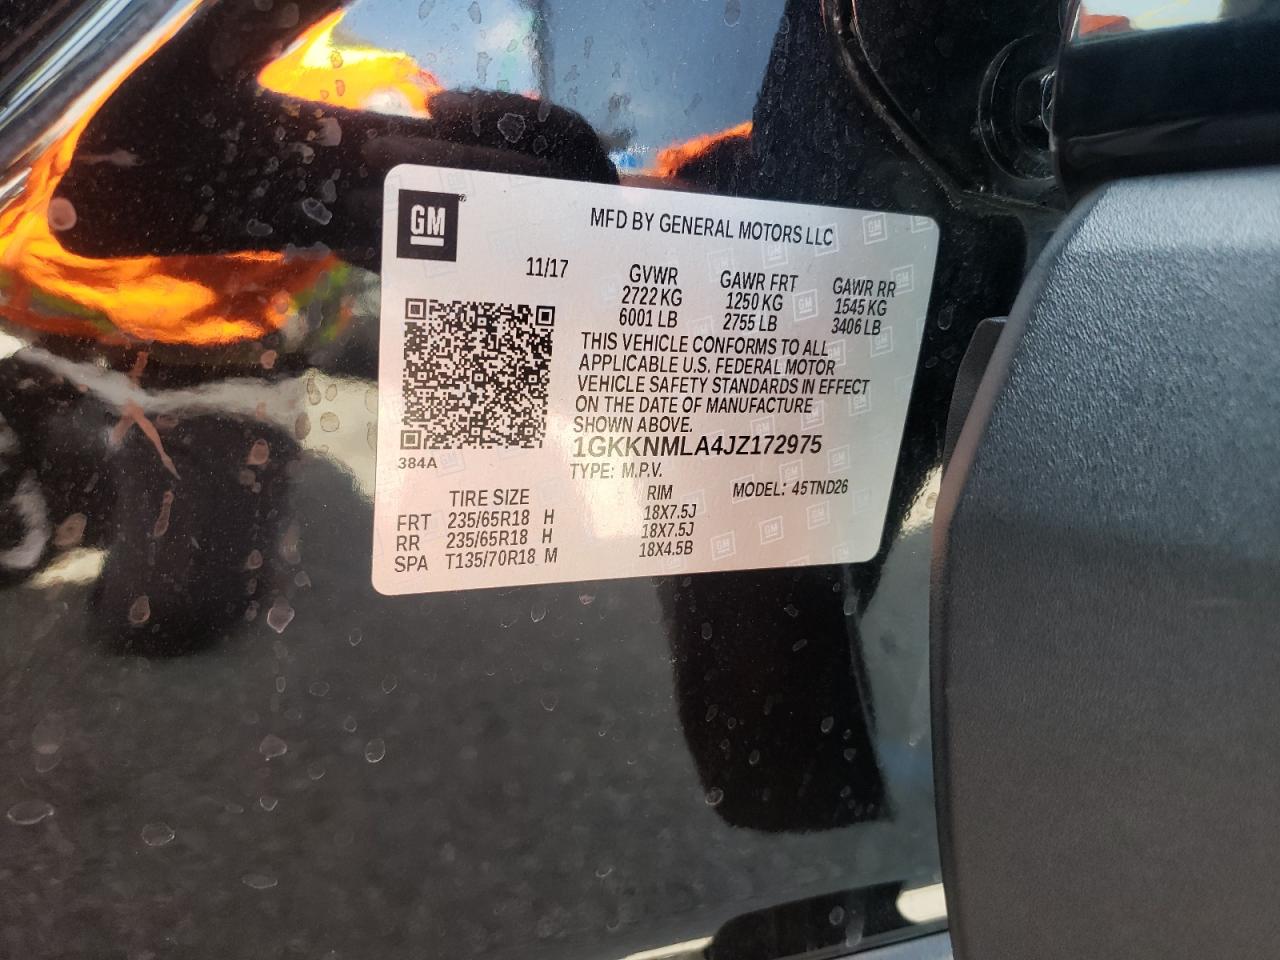 GM
MFD BY GENERAL MOTORS LLC
11/17
GVWR
2722 KG
6001 LB
GAWR FRT
1250 KG
2755 LB
GAWR RR
1545 KG
3406 LB
THIS VEHICLE CONFORMS TO ALL
APPLICABLE U.S. FEDERAL MOTOR
VEHICLE SAFETY STANDARDS IN EFFECT
ON THE DATE OF MANUFACTURE
SHOWN ABOVE.
384A
1GKKNMLA4JZ172975
TYPE: M.P.V.
MODEL: 45TND26
TIRE SIZE RIM
FRT 235/65R18 H 18X7.5J
RR 235/65R18 H 18X7.5J
SPA T135/70R18 M 18X4.5B